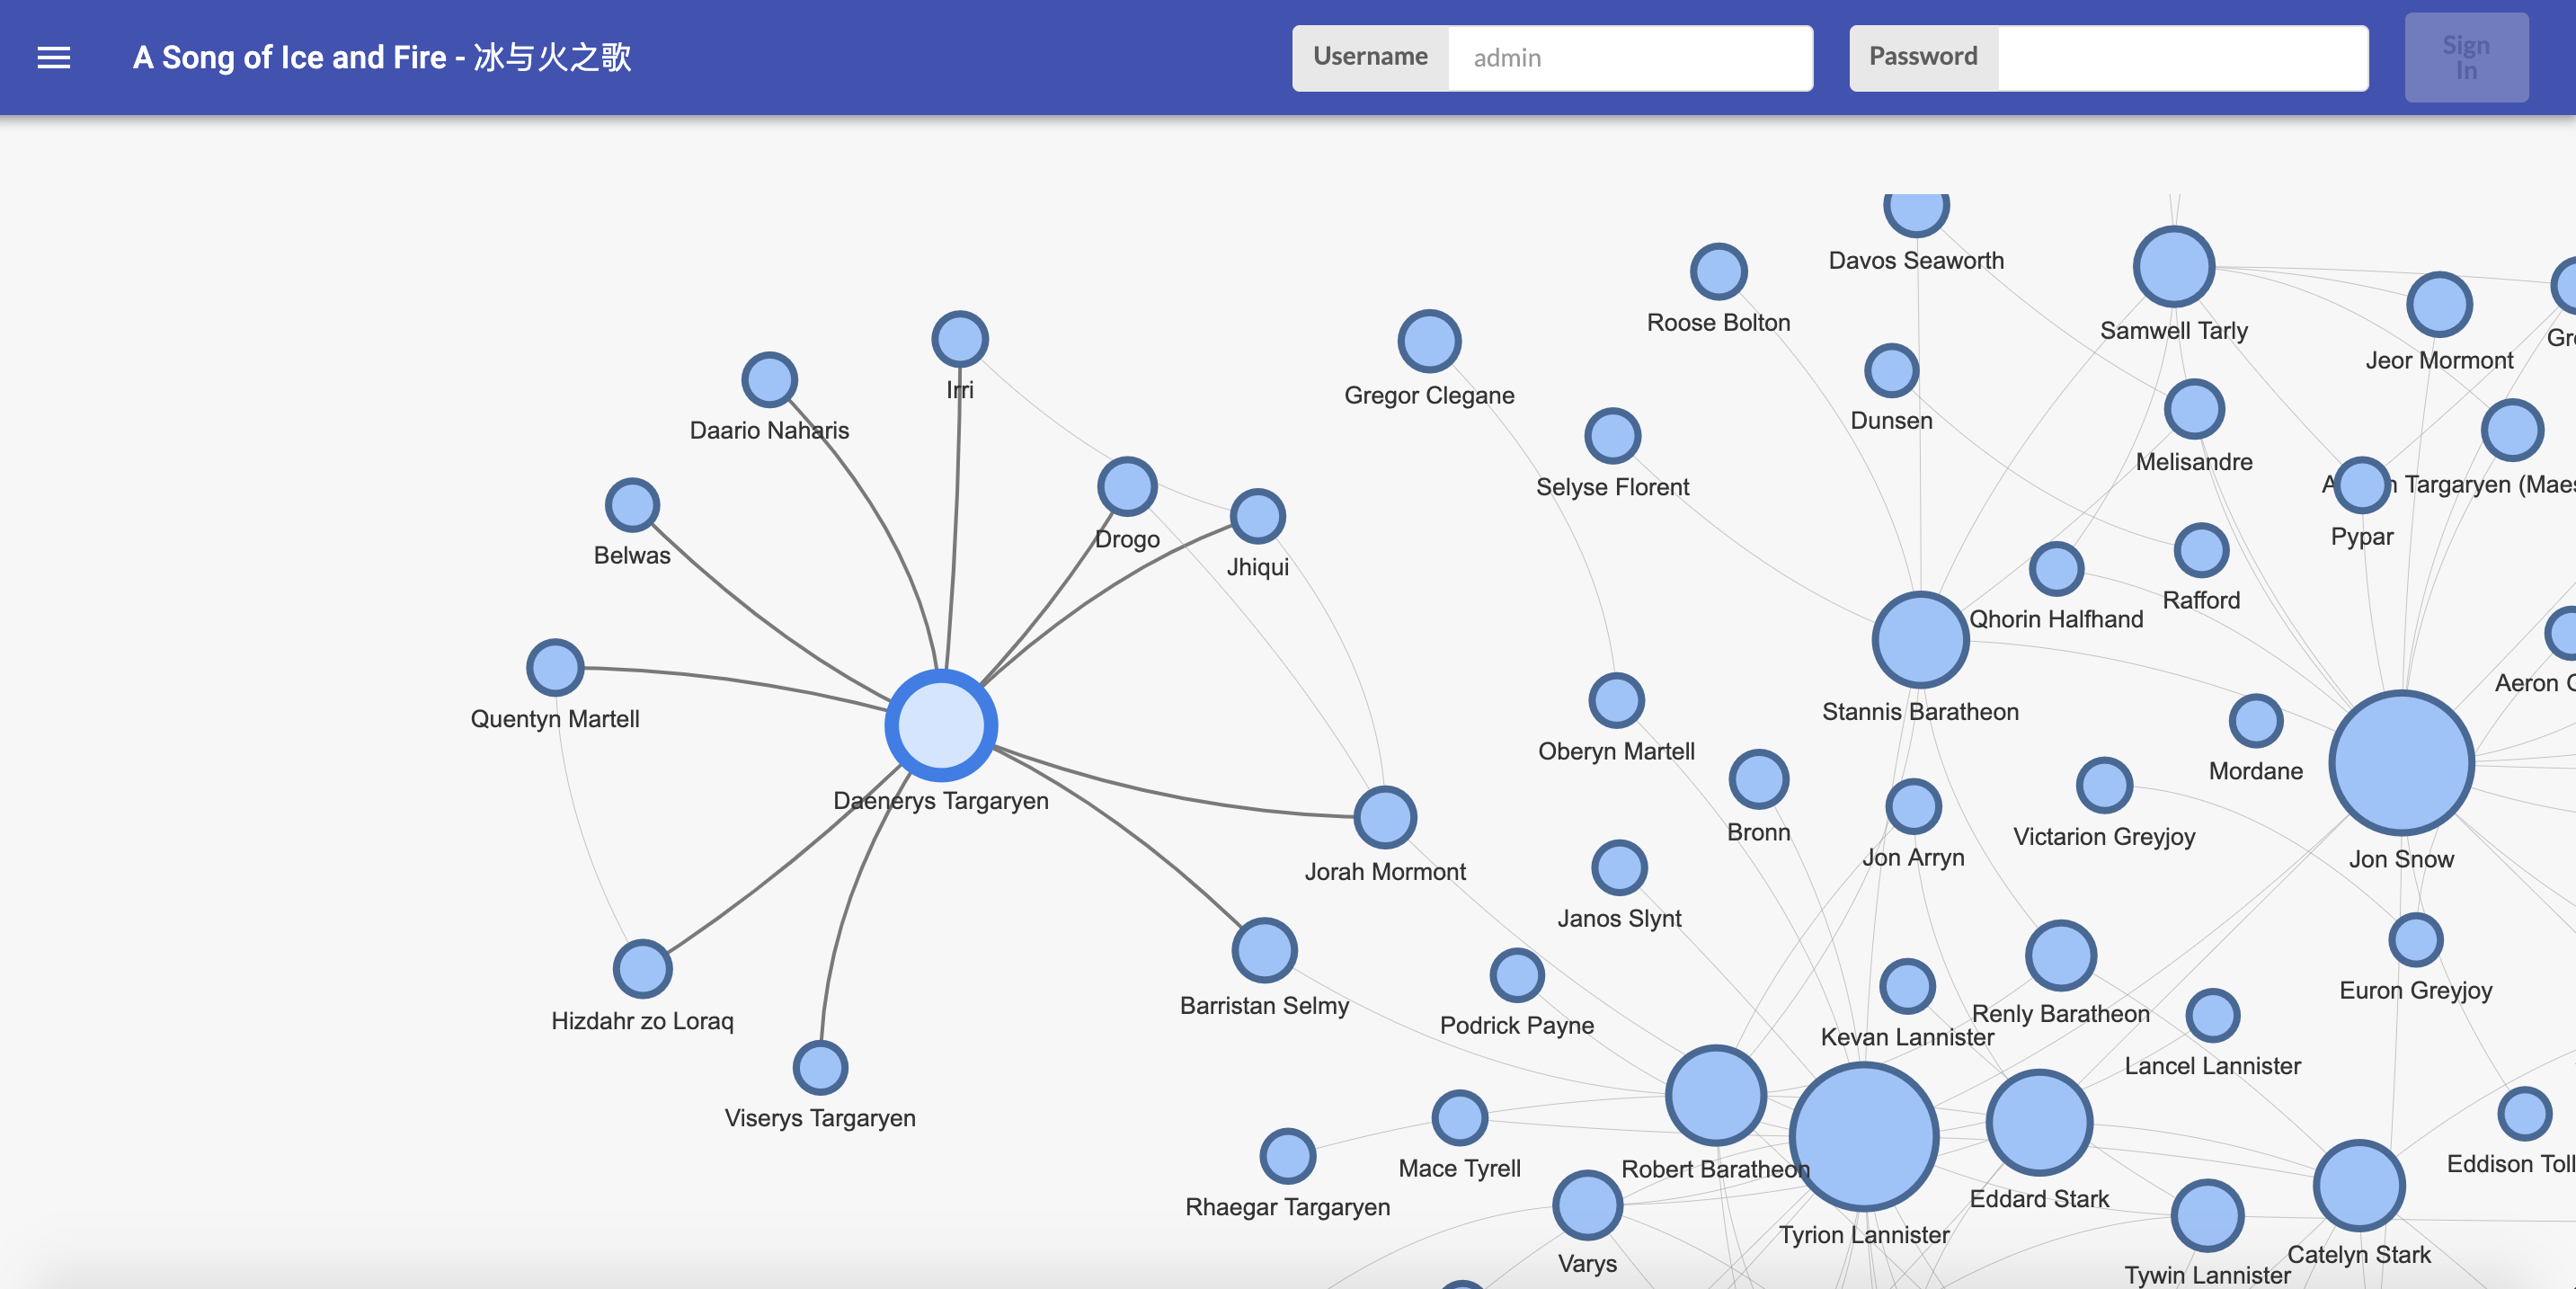 A Song of Ice and Fire - 冰与火之歌
Username
admin
Password
Sign
In
Davos Seaworth
Roose Bolton
Samwell Tarly
Gre
Jeor Mormont
Irri
Gregor Clegane
Dunsen
Daario Naharis
Melisandre
Selyse Florent
Targaryen (Maes
Drogo
Pypar
Belwas
Jhiqui
Rafford
Qhorin Halfhand
Aeron G
Stannis Baratheon
Quentyn Martell
Oberyn Martell
Mordane
Daenerys Targaryen
Bronn
Victarion Greyjoy
Jon Arryn
Jon Snow
Jorah Mormont
Janos Slynt
Euron Greyjoy
Barristan Selmy
Renly Baratheon
Hizdahr zo Loraq
Podrick Payne
Kevan Lannister
Lancel Lannister
Viserys Targaryen
Eddison Toll
Mace Tyrell
Robert Baratheon
Eddard Stark
Rhaegar Targaryen
Tyrion Lannister
Catelyn Stark
Varys
Tywin Lannister